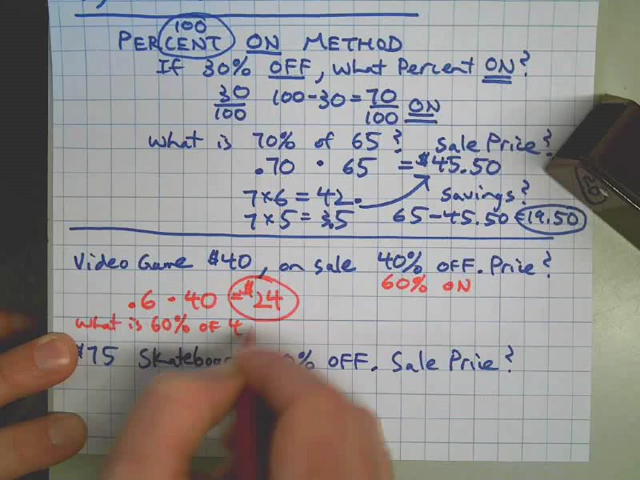 100
PERCENT ON METHOD
If 30% OFF, What Percent ON?
30/100 100-30=70/100 ON
What is 70% of 65? Sale Price?
.70 · 65 = $45.50
7×6 = 42. Savings?
7×5 = 3.5 65-45.50 = 19.50
Video Game $40, on sale 40% OFF. Price?
60% ON
.6 · 40 = $24
What is 60% of 4
$75 0% OFF. Sale Price?